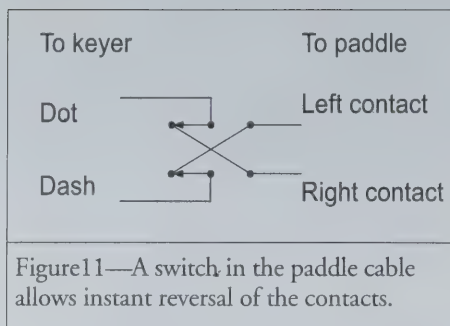 To keyer To paddle
Dot Left contact
Dash Right contact
Figure11—A switch in the paddle cable
allows instant reversal of the contacts.